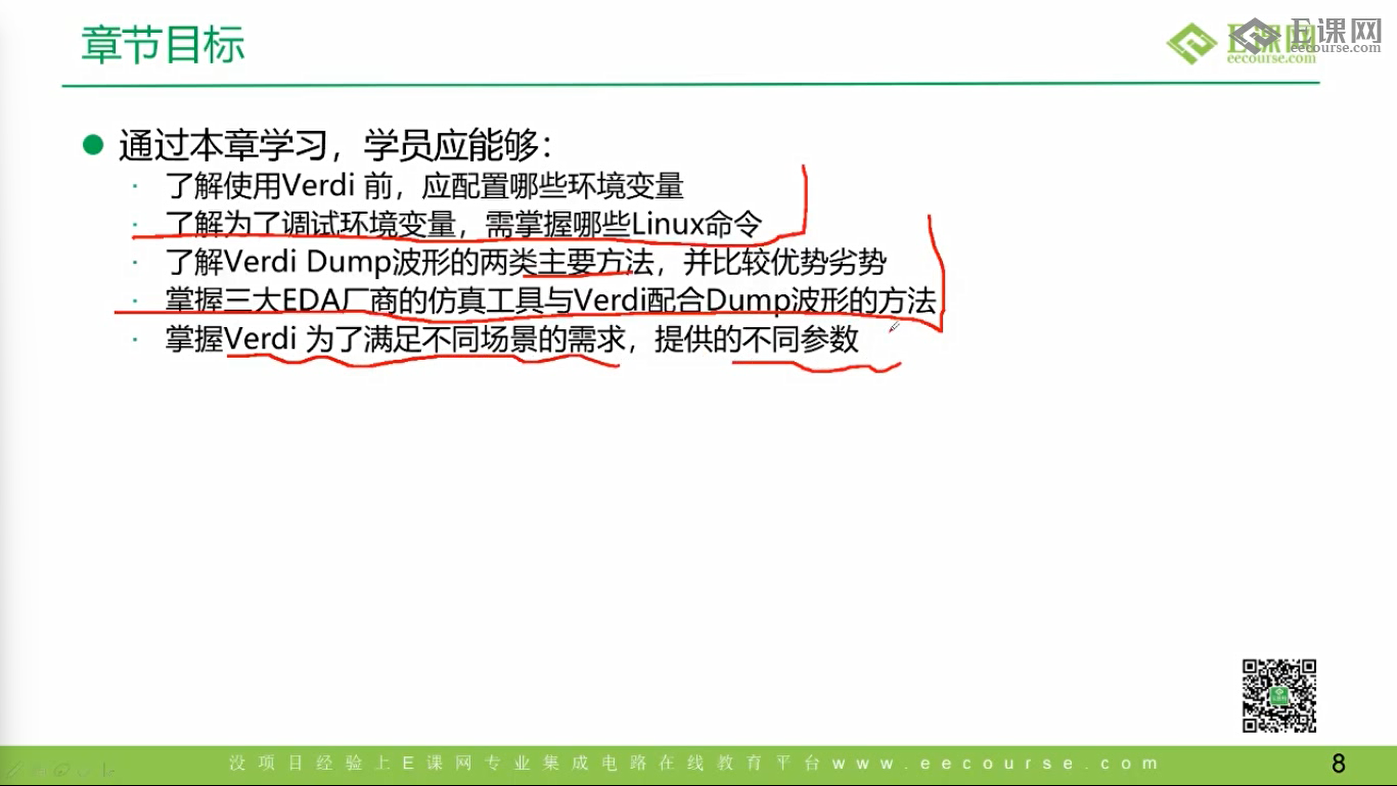 章节目标
E课网
eecourse.com
E课网
eecourse.com
通过本章学习，学员应能够：
了解使用Verdi 前，应配置哪些环境变量
了解为了调试环境变量，需掌握哪些Linux命令
了解Verdi Dump波形的两类主要方法，并比较优势劣势
掌握三大EDA厂商的仿真工具与Verdi配合Dump波形的方法
掌握Verdi 为了满足不同场景的需求，提供的不同参数
没项目经验上E课网专业集成电路在线教育平台www.eecourse.com
8